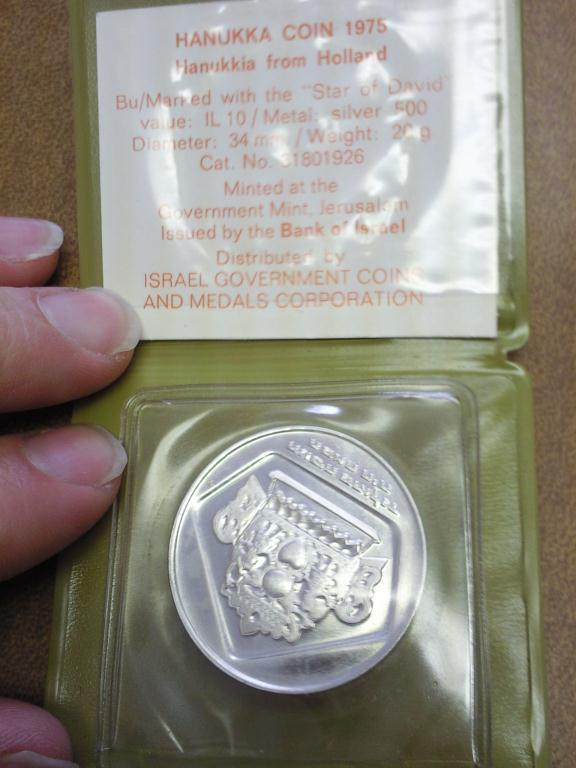 HANUKKA COIN 1975
Hanukkia from Holland
Bu/Marked with the "Star of David"
value: IL 10 / Metal: silver 500
Diameter: 34 mm / Weight: 20 g
Cat. No. 31801926
Minted at the
Government Mint, Jerusalem
Issued by the Bank of Israel
Distributed by
ISRAEL GOVERNMENT COINS
AND MEDALS CORPORATION